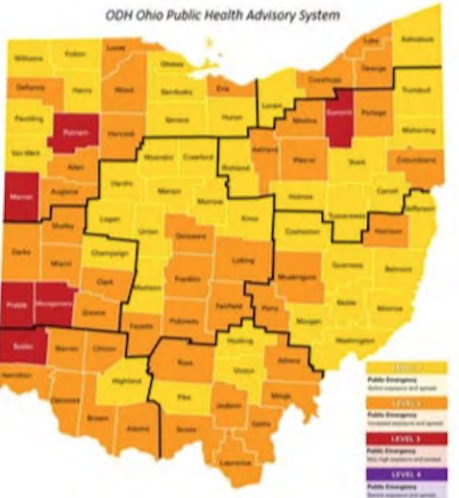 ODH Ohio Public Health Advisory System
Lake
Ashtabula
Williams
Fulton
Lucas
Ottawa
Geauga
Defiance
Henry
Wood
Sandusky
Erie
Cuyahoga
Trumbull
Lorain
Paulding
Seneca
Huron
Medina
Summit
Portage
Putnam
Hancock
Mahoning
Van Wert
Wyandot
Crawford
Richland
Ashland
Wayne
Stark
Columbiana
Allen
Hardin
Mercer
Auglaize
Marion
Morrow
Holmes
Carroll
Logan
Knox
Tuscarawas
Jefferson
Shelby
Union
Delaware
Coshocton
Harrison
Darke
Miami
Champaign
Licking
Guernsey
Belmont
Clark
Madison
Franklin
Muskingum
Preble
Montgomery
Greene
Fairfield
Perry
Noble
Monroe
Fayette
Pickaway
Morgan
Butler
Warren
Clinton
Ross
Hocking
Athens
Washington
Hamilton
Highland
Vinton
Clermont
Pike
Meigs
Brown
Adams
Scioto
Jackson
Gallia
Lawrence
Public Emergency
Public Emergency
LEVEL 3
Public Emergency
LEVEL 4
Public Emergency